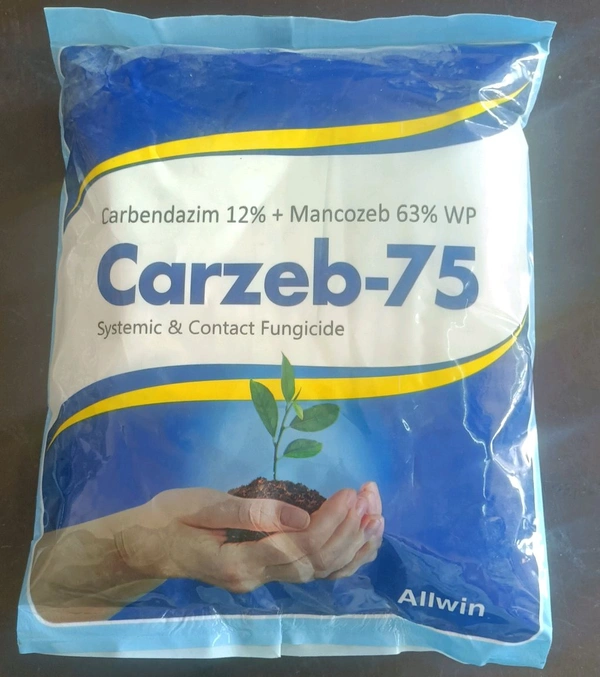 Carbendazim 12% + Mancozeb 63% WP
Carzeb-75
Systemic & Contact Fungicide
Allwin